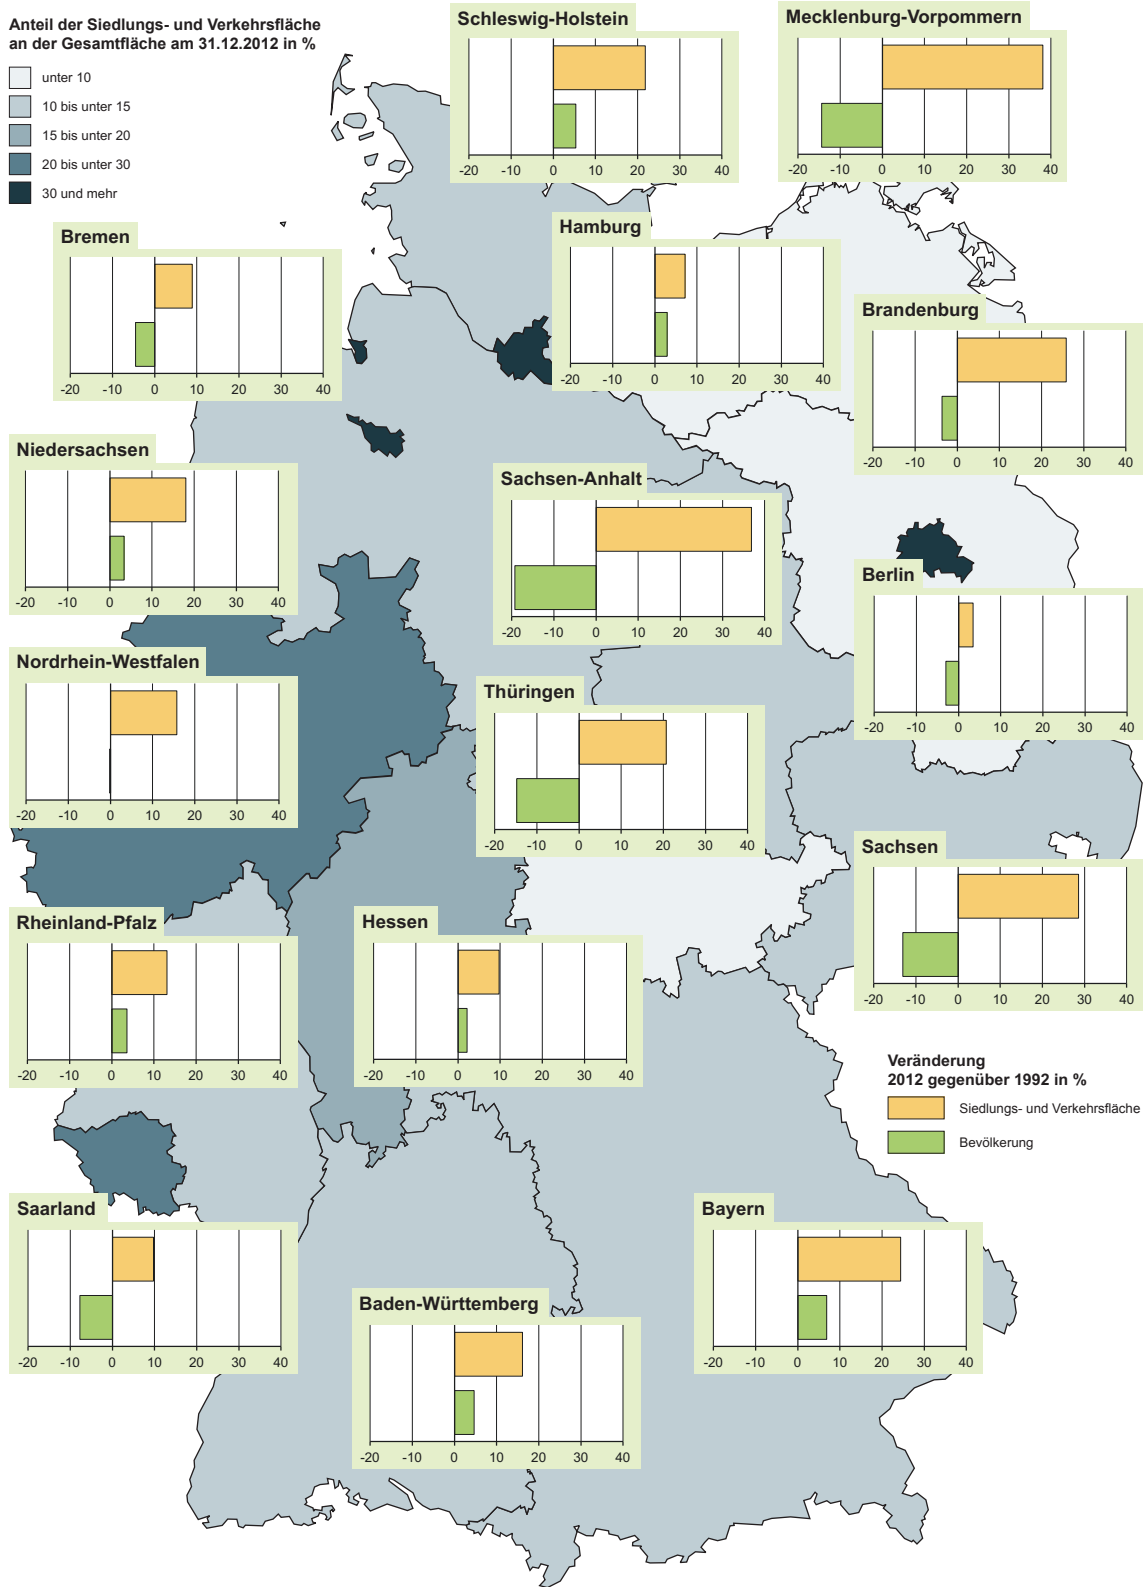 Anteil der Siedlungs- und Verkehrsfläche
an der Gesamtfläche am 31.12.2012 in %
unter 10
10 bis unter 15
15 bis unter 20
20 bis unter 30
30 und mehr
Schleswig-Holstein
-20 -10 0 10 20 30 40
Mecklenburg-Vorpommern
-20 -10 0 10 20 30 40
Bremen
-20 -10 0 10 20 30 40
Hamburg
-20 -10 0 10 20 30 40
Brandenburg
-20 -10 0 10 20 30 40
Niedersachsen
-20 -10 0 10 20 30 40
Sachsen-Anhalt
-20 -10 0 10 20 30 40
Berlin
-20 -10 0 10 20 30 40
Nordrhein-Westfalen
-20 -10 0 10 20 30 40
Thüringen
-20 -10 0 10 20 30 40
Sachsen
-20 -10 0 10 20 30 40
Rheinland-Pfalz
-20 -10 0 10 20 30 40
Hessen
-20 -10 0 10 20 30 40
Veränderung
2012 gegenüber 1992 in %
Siedlungs- und Verkehrsfläche
Bevölkerung
Saarland
-20 -10 0 10 20 30 40
Baden-Württemberg
-20 -10 0 10 20 30 40
Bayern
-20 -10 0 10 20 30 40